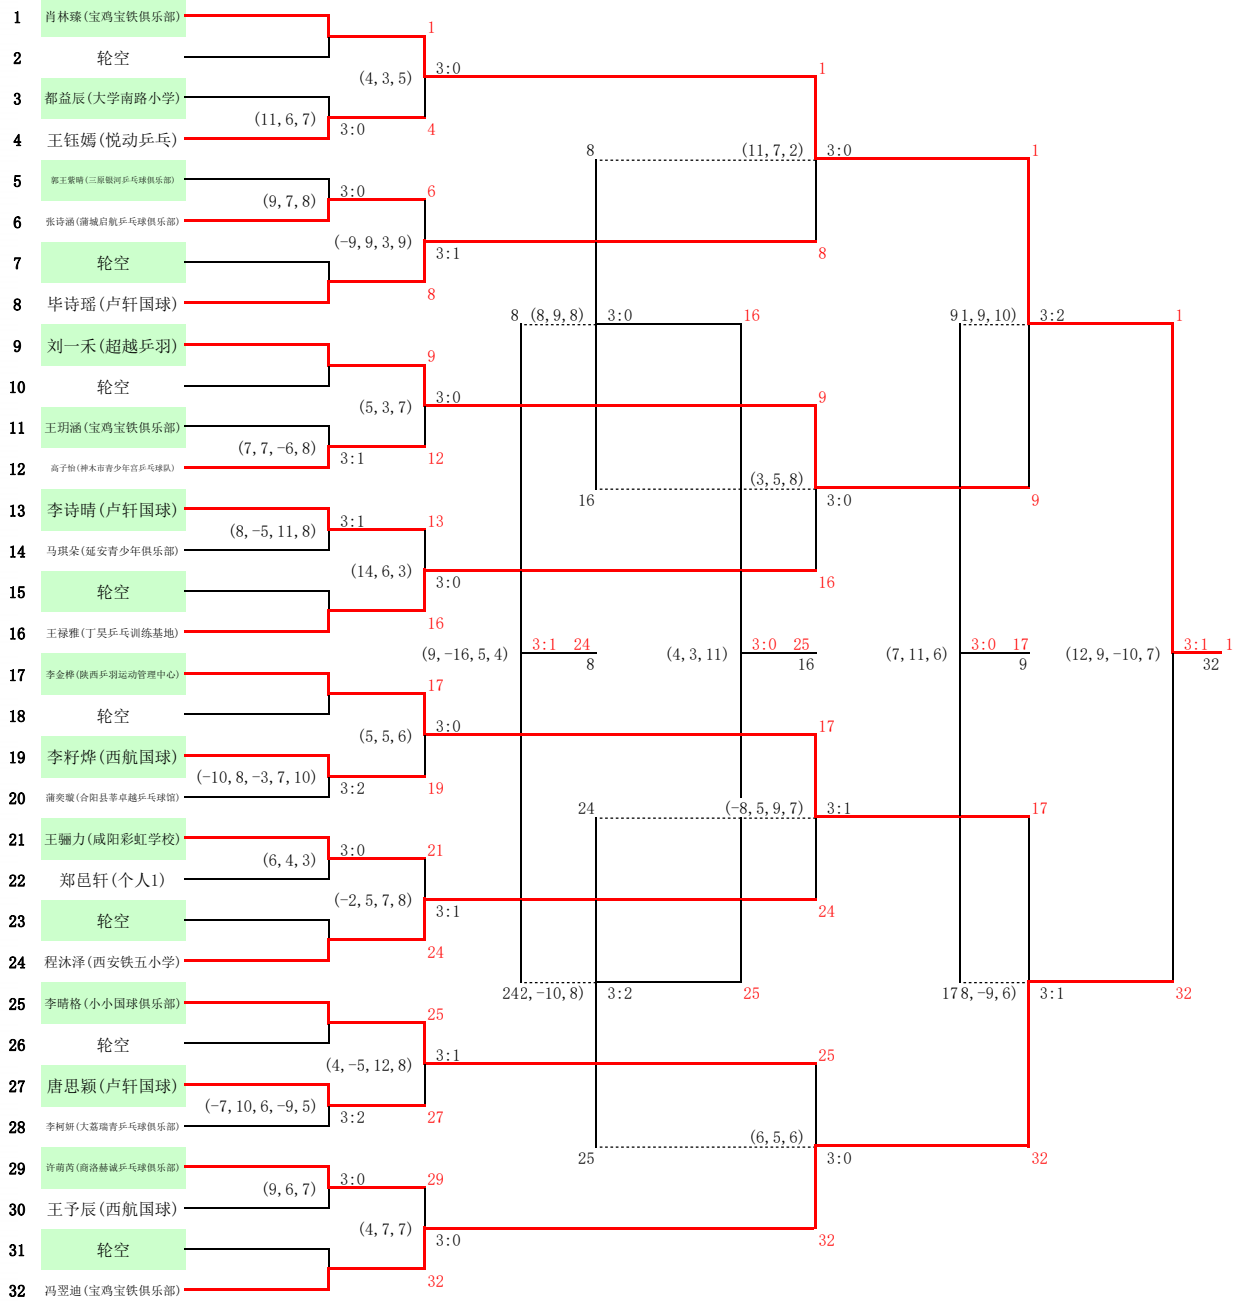 1 肖林臻(宝鸡宝铁俱乐部)
1
2 轮空
(4,3,5) 3:0
1
3 都益辰(大学南路小学)
(11,6,7) 3:0
4
4 王钰嫣(悦动乒乓)
8
(11,7,2) 3:0
1
5 郭王紫晴(三原银河乒乓球俱乐部)
(9,7,8) 3:0
6
6 张诗涵(蒲城启航乒乓球俱乐部)
(-9,9,3,9) 3:1
8
7 轮空
8
8 毕诗瑶(卢轩国球)
8 (8,9,8) 3:0
16
9 1,9,10) 3:2
1
9 刘一禾(超越乒羽)
9
10 轮空
(5,3,7) 3:0
9
11 王玥涵(宝鸡宝铁俱乐部)
(7,7,-6,8) 3:1
12
12 高子怡(神木市青少年宫乒乓球队)
16
(3,5,8) 3:0
9
13 李诗晴(卢轩国球)
(8,-5,11,8) 3:1
13
14 马琪朵(延安青少年俱乐部)
(14,6,3) 3:0
16
15 轮空
16
16 王禄雅(丁昊乒乓训练基地)
(9,-16,5,4) 3:1 24
8
(4,3,11) 3:0 25
16
(7,11,6) 3:0 17
9
(12,9,-10,7) 3:1 1
32
17 李金桦(陕西乒羽运动管理中心)
17
18 轮空
(5,5,6) 3:0
17
19 李籽烨(西航国球)
(-10,8,-3,7,10) 3:2
19
20 蒲奕璇(合阳县莘卓越乒乓球馆)
24
(-8,5,9,7) 3:1
17
21 王骊力(咸阳彩虹学校)
(6,4,3) 3:0
21
22 郑邑轩(个人1)
(-2,5,7,8) 3:1
24
23 轮空
24
24 程沐泽(西安铁五小学)
242,-10,8) 3:2
25
178,-9,6) 3:1
32
25 李晴格(小小国球俱乐部)
25
26 轮空
(4,-5,12,8) 3:1
25
27 唐思颖(卢轩国球)
(-7,10,6,-9,5) 3:2
27
28 李柯妍(大荔瑞青乒乓球俱乐部)
25
(6,5,6) 3:0
32
29 许萌芮(商洛赫诚乒乓球俱乐部)
(9,6,7) 3:0
29
30 王予辰(西航国球)
(4,7,7) 3:0
32
31 轮空
32
32 冯翌迪(宝鸡宝铁俱乐部)